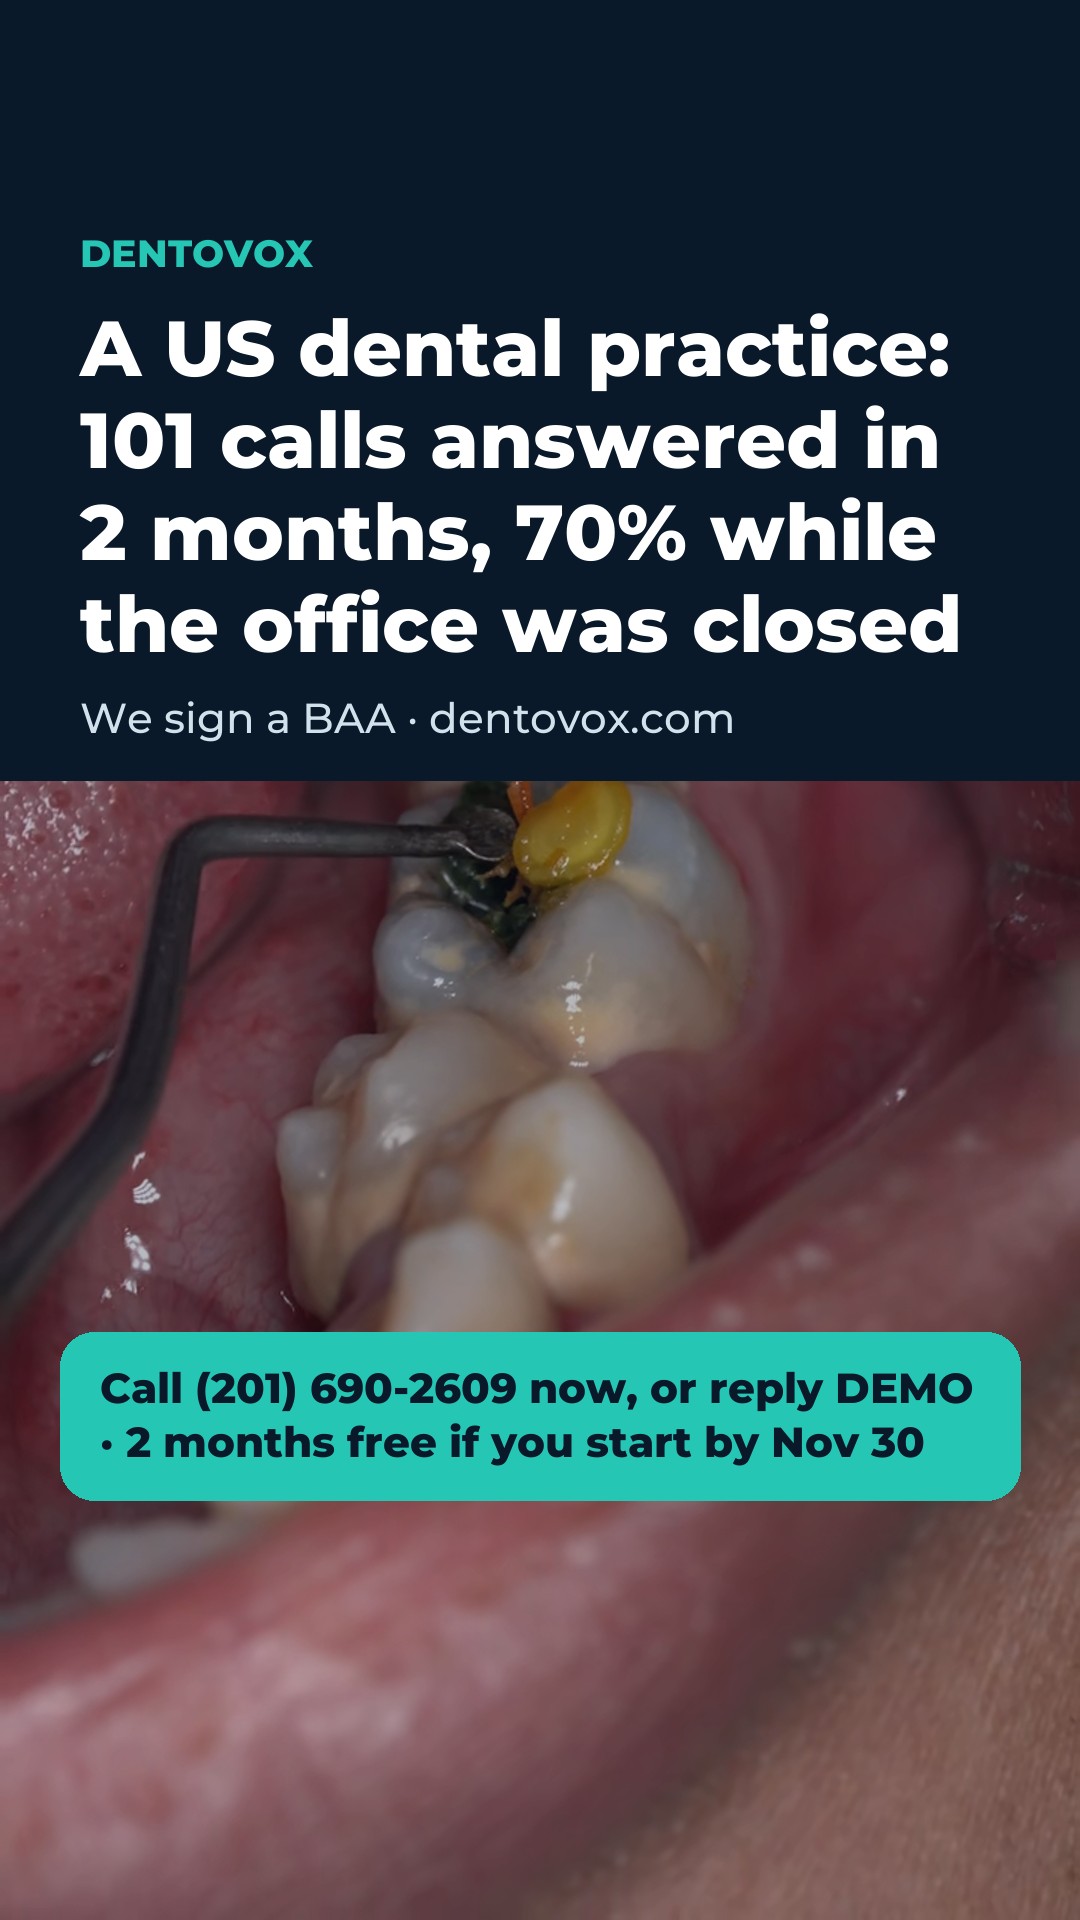 DENTOVOX
A US dental practice:
101 calls answered in
2 months, 70% while
the office was closed
We sign a BAA · dentovox.com
Call (201) 690-2609 now, or reply DEMO
· 2 months free if you start by Nov 30